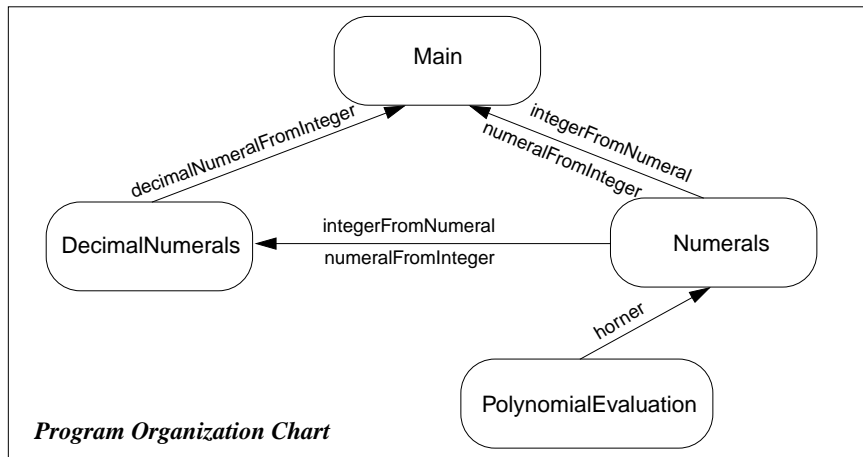 Main
decimalNumeralFromInteger
integerFromNumeral
numeralFromInteger
DecimalNumerals
integerFromNumeral
numeralFromInteger
Numerals
horner
PolynomialEvaluation
Program Organization Chart